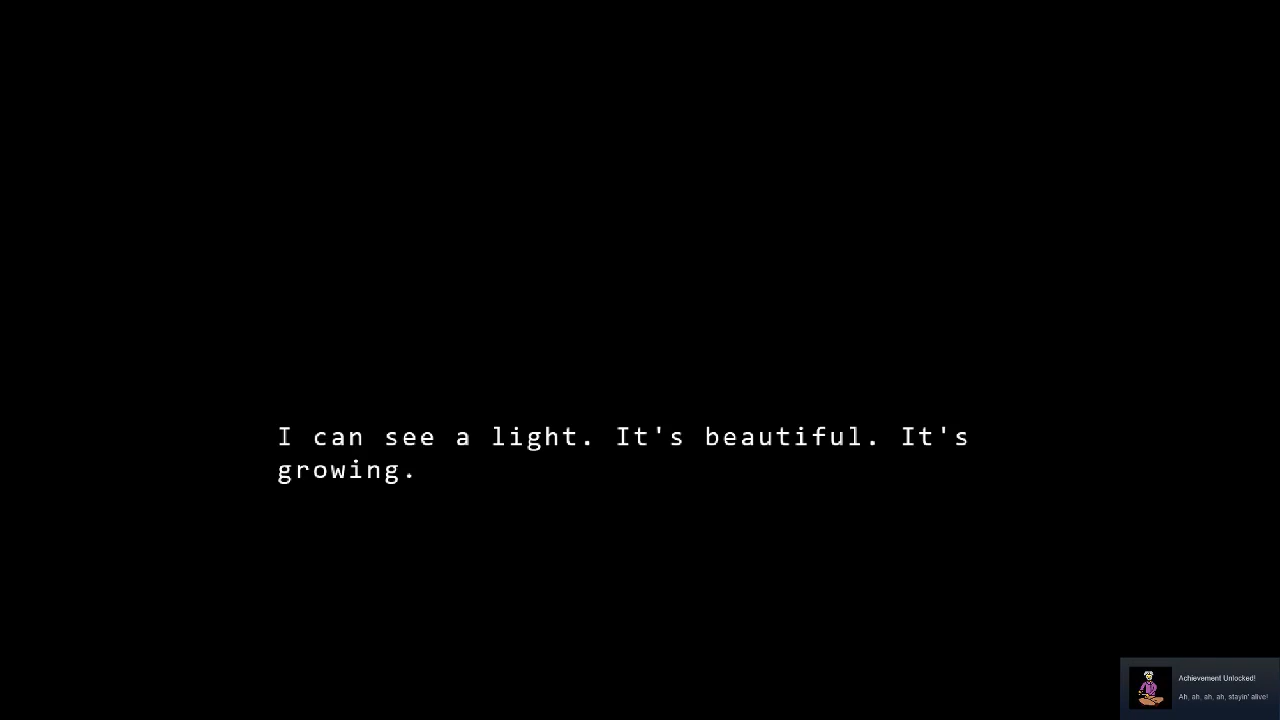 I can see a light. It's beautiful. It's
growing.
Achievement Unlocked!
Ah, ah, ah, ah, stayin' alive!